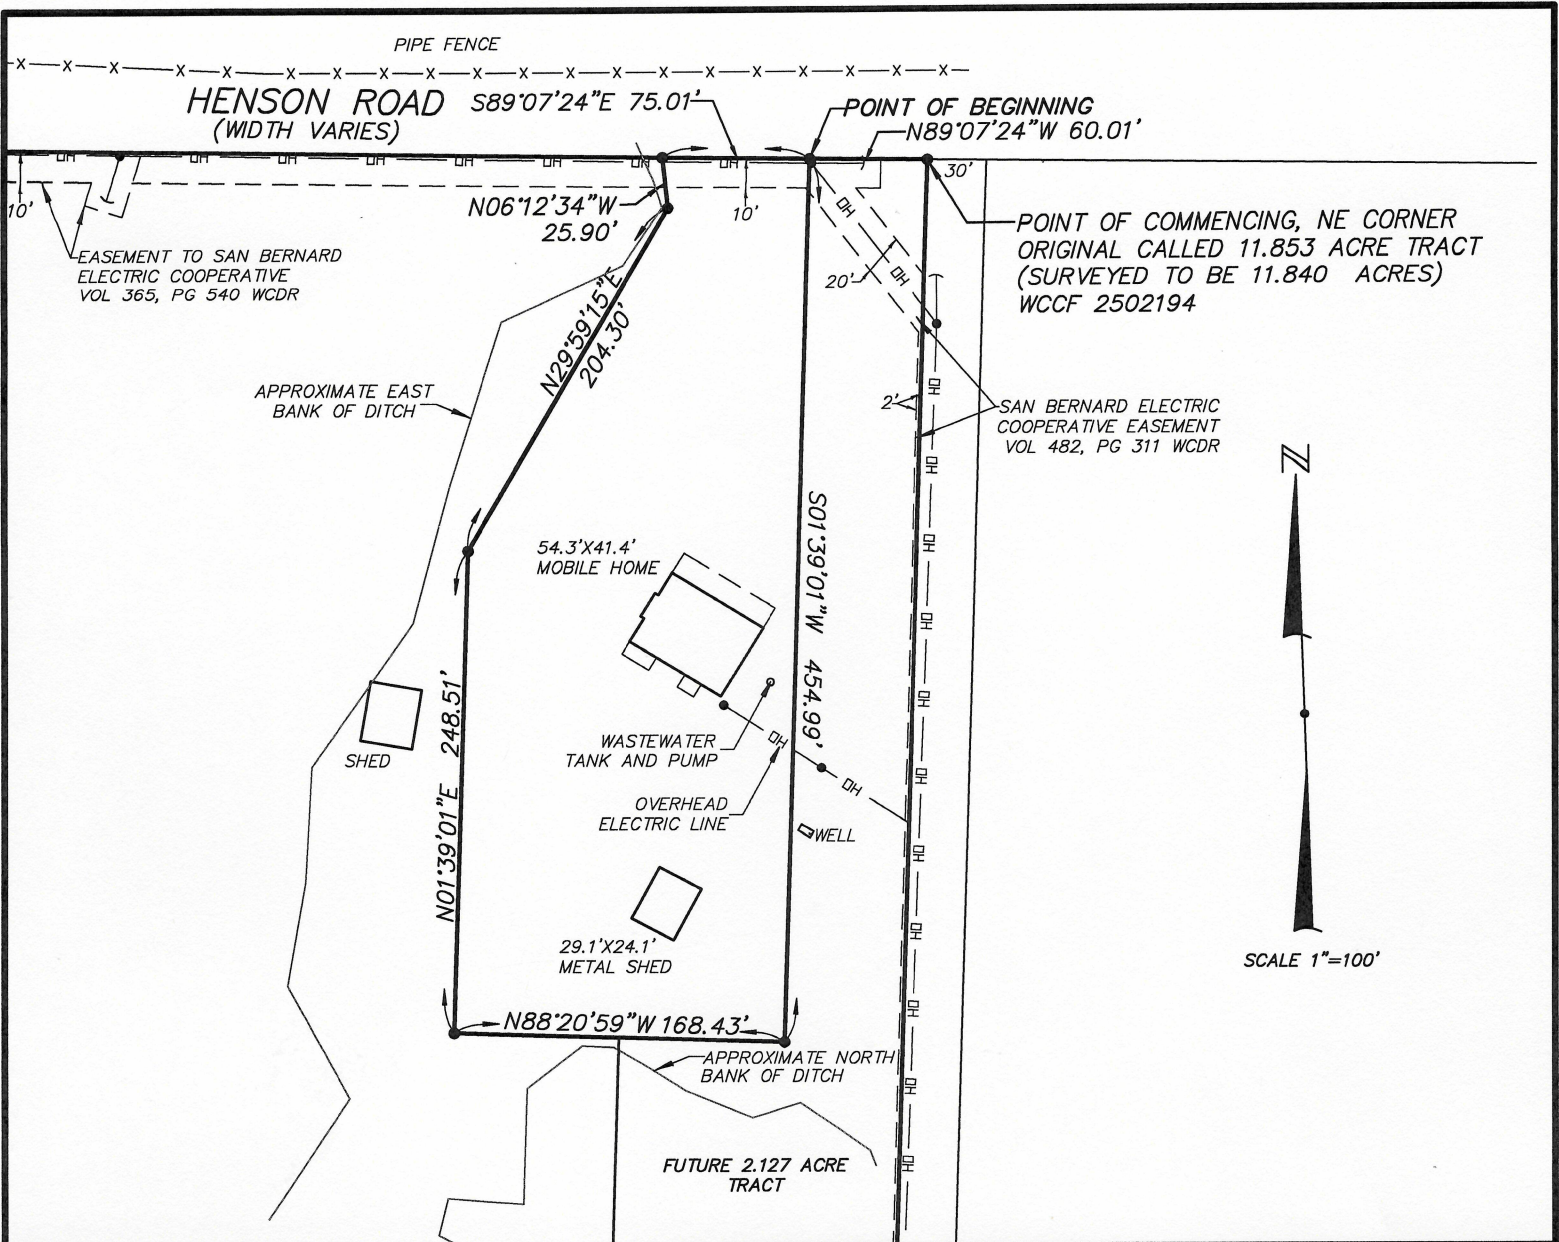 PIPE FENCE
HENSON ROAD
(WIDTH VARIES)
S89°07'24"E 75.01'
POINT OF BEGINNING
N89°07'24"W 60.01'
30'
10'
N06°12'34"W
25.90'
10'
EASEMENT TO SAN BERNARD
ELECTRIC COOPERATIVE
VOL 365, PG 540 WCDR
POINT OF COMMENCING, NE CORNER
ORIGINAL CALLED 11.853 ACRE TRACT
(SURVEYED TO BE 11.840 ACRES)
WCCF 2502194
OH
20'
N29°59'15"E
204.30'
APPROXIMATE EAST
BANK OF DITCH
2'
SAN BERNARD ELECTRIC
COOPERATIVE EASEMENT
VOL 482, PG 311 WCDR
N
54.3'X41.4'
MOBILE HOME
S01°39'01"W 454.99'
N01°39'01"E 248.51'
SHED
WASTEWATER
TANK AND PUMP
OVERHEAD
ELECTRIC LINE
WELL
29.1'X24.1'
METAL SHED
SCALE 1"=100'
N88°20'59"W 168.43'
APPROXIMATE NORTH
BANK OF DITCH
FUTURE 2.127 ACRE
TRACT